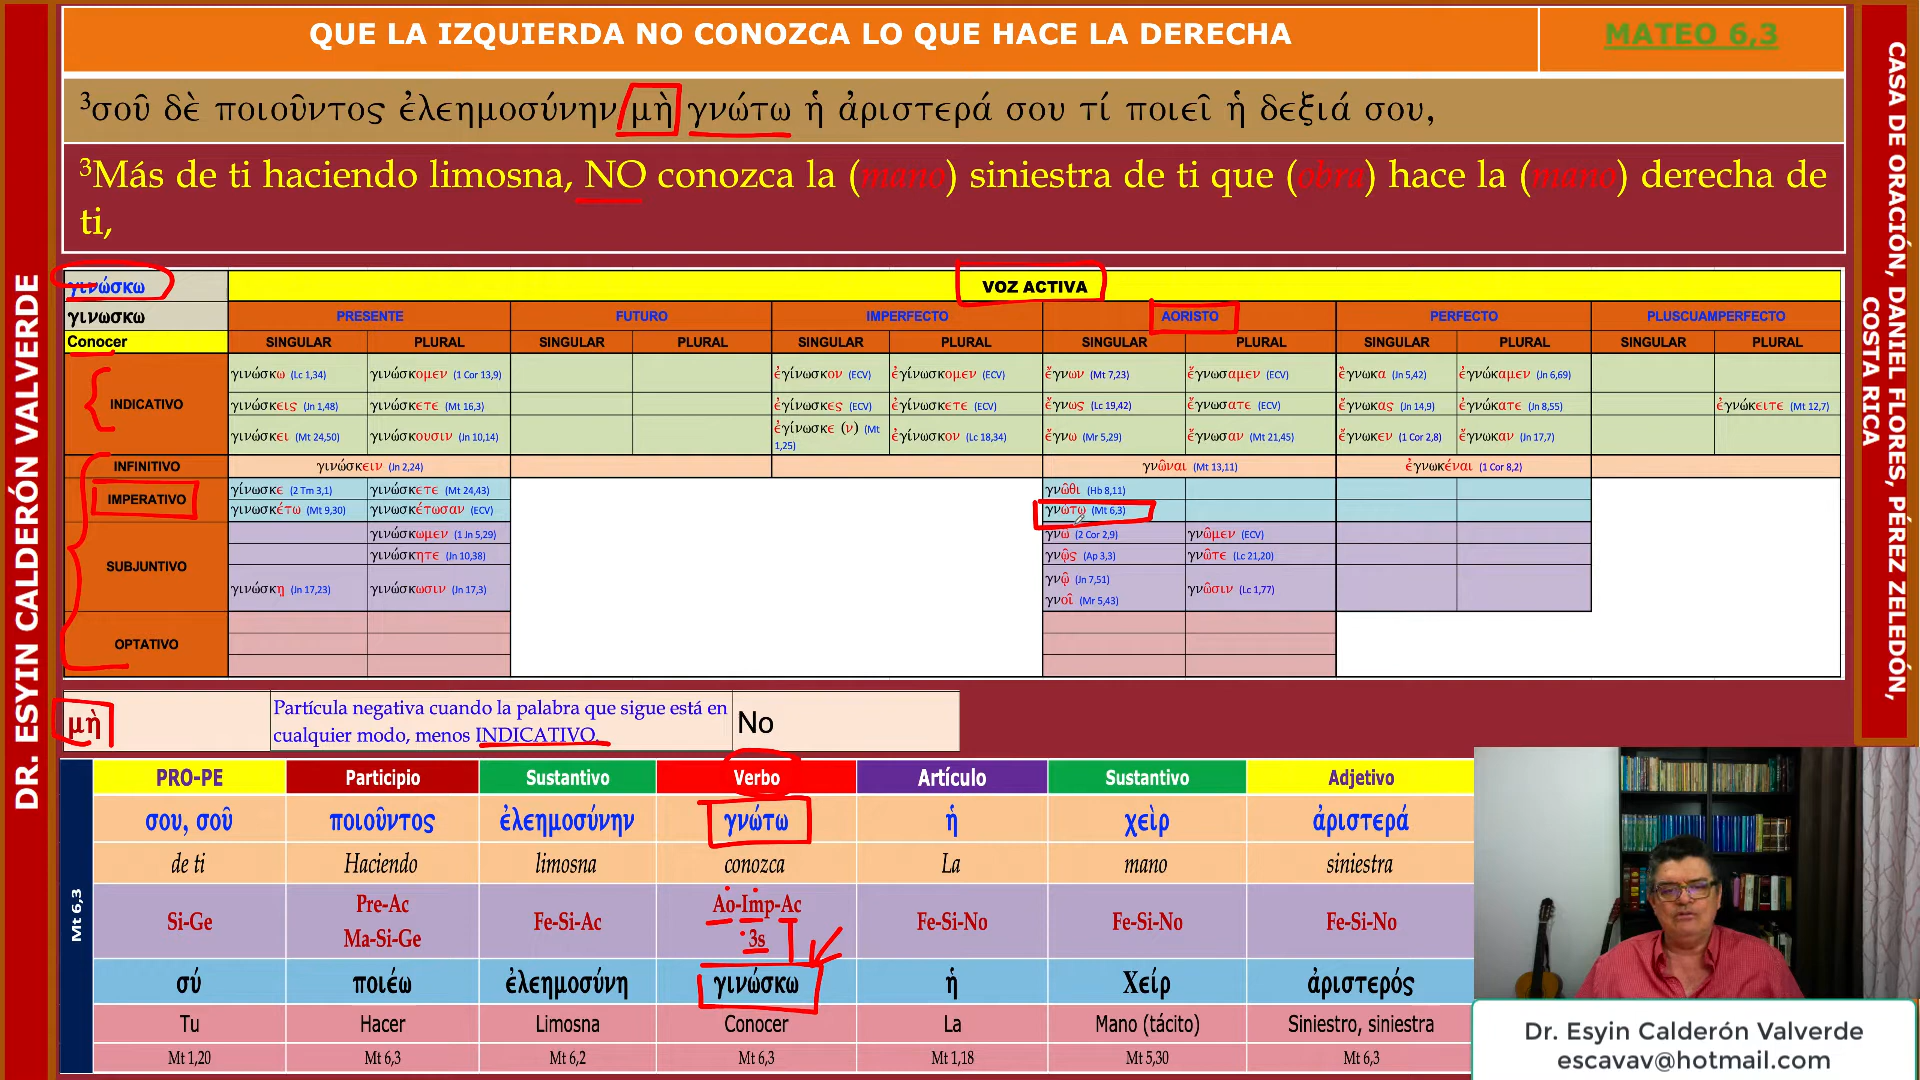 QUE LA IZQUIERDA NO CONOZCA LO QUE HACE LA DERECHA
MATEO 6,3
³σοῦ δὲ ποιοῦντος ἐλεημοσύνην μὴ γνώτω ἡ ἀριστερά σου τί ποιεῖ ἡ δεξιά σου,
³Más de ti haciendo limosna, NO conozca la (mano) siniestra de ti que (obra) hace la (mano) derecha de
ti,
DR. ESYIN CALDERÓN VALVERDE
CASA DE ORACIÓN, DANIEL FLORES, PÉREZ ZELEDÓN,
COSTA RICA
γινώσκω VOZ ACTIVA
γινωσκω PRESENTE FUTURO IMPERFECTO AORISTO PERFECTO PLUSCUAMPERFECTO
Conocer SINGULAR PLURAL SINGULAR PLURAL SINGULAR PLURAL SINGULAR PLURAL SINGULAR PLURAL SINGULAR PLURAL
INDICATIVO
γινώσκω (Lc 1,34) γινώσκομεν (1 Cor 13,9) ἐγίνωσκον (ECV) ἐγίνωσκομεν (ECV) ἔγνων (Mt 7,23) ἔγνωσαμεν (ECV) ἔγνωκα (Jn 5,42) ἐγνώκαμεν (Jn 6,69)
γινώσκεις (Jn 1,48) γινώσκετε (Mt 16,3) ἐγίνωσκες (ECV) ἐγίνωσκετε (ECV) ἔγνως (Lc 19,42) ἔγνωσατε (ECV) ἔγνωκας (Jn 14,9) ἐγνώκατε (Jn 8,55) ἐγνώκειτε (Mt 12,7)
γινώσκει (Mt 24,50) γινώσκουσιν (Jn 10,14) ἐγίνωσκε (ν) (Mt 1,25) ἐγίνωσκον (Lc 18,34) ἔγνω (Mr 5,29) ἔγνωσαν (Mt 21,45) ἔγνωκεν (1 Cor 2,8) ἔγνωκαν (Jn 17,7)
INFINITIVO γινώσκειν (Jn 2,24) γνῶναι (Mt 13,11) ἐγνωκέναι (1 Cor 8,2)
IMPERATIVO
γίνωσκε (2 Tm 3,1) γινώσκετε (Mt 24,43) γνῶθι (Hb 8,11)
γινωσκέτω (Mt 9,30) γινωσκέτωσαν (ECV) γνώτω (Mt 6,3)
SUBJUNTIVO
γινώσκωμεν (1 Jn 5,29) γνῶ (2 Cor 2,9) γνῶμεν (ECV)
γινώσκητε (Jn 10,38) γνῷς (Ap 3,3) γνῶτε (Lc 21,20)
γινώσκῃ (Jn 17,23) γινώσκωσιν (Jn 17,3) γνῷ (Jn 7,51) γνῶσιν (Lc 1,77)
γνοῖ (Mr 5,43)
OPTATIVO
μὴ
Partícula negativa cuando la palabra que sigue está en
cualquier modo, menos INDICATIVO.
No
Mt 6,3
PRO-PE Participio Sustantivo Verbo Artículo Sustantivo Adjetivo
σου, σοῦ ποιοῦντος ἐλεημοσύνην γνώτω ἡ χεὶρ ἀριστερά
de ti Haciendo limosna conozca La mano siniestra
Si-Ge Pre-Ac Ma-Si-Ge Fe-Si-Ac Ao-Imp-Ac 3s Fe-Si-No Fe-Si-No Fe-Si-No
σύ ποιέω ἐλεημοσύνη γινώσκω ἡ Χείρ ἀριστερός
Tu Hacer Limosna Conocer La Mano (tácito) Siniestro, siniestra
Mt 1,20 Mt 6,3 Mt 6,2 Mt 6,3 Mt 1,18 Mt 5,30 Mt 6,3
Dr. Esyin Calderón Valverde
escavav@hotmail.com